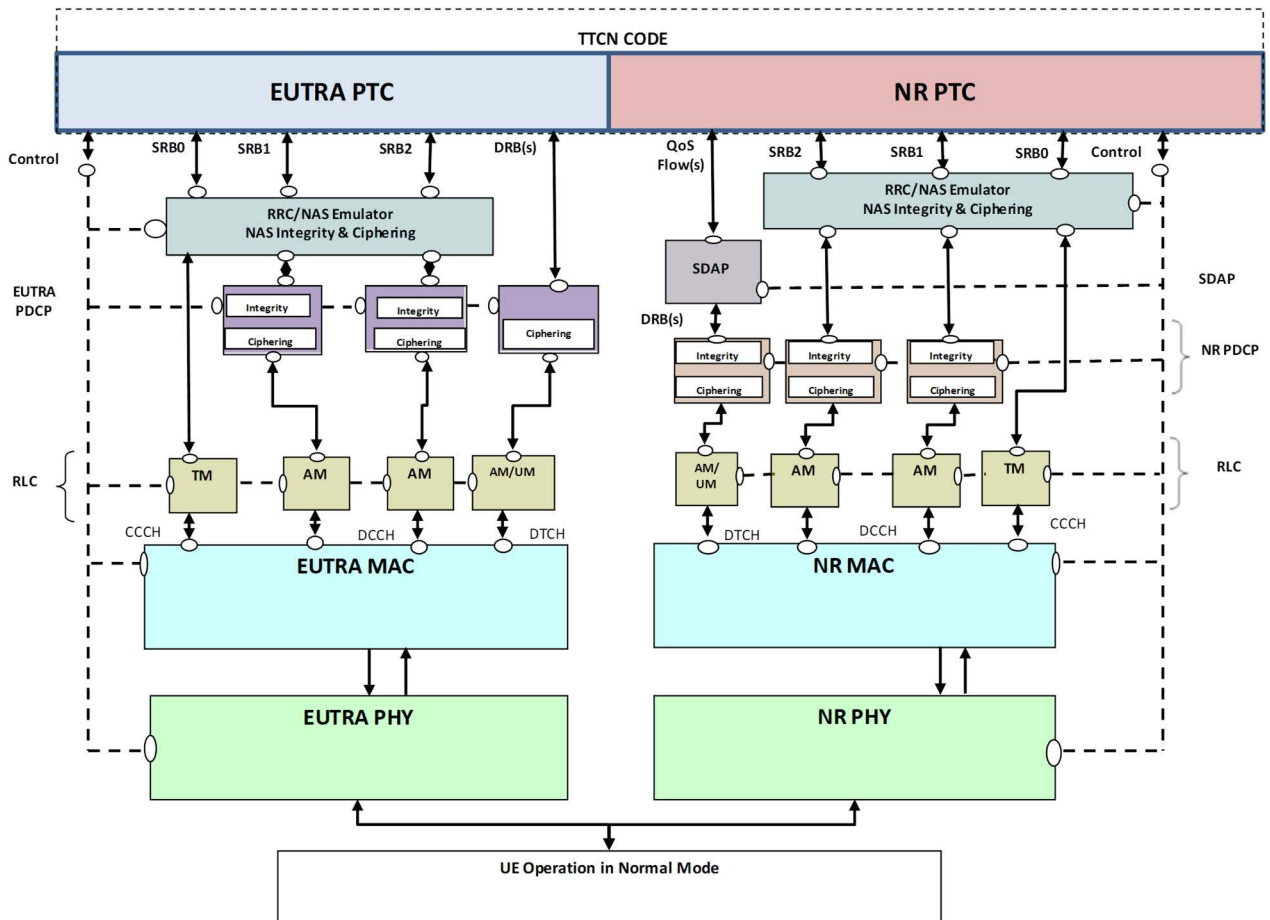 TTCN CODE
EUTRA PTC
NR PTC
Control
SRB0
SRB1
SRB2
DRB(s)
QoS
Flow(s)
SRB2
SRB1
SRB0
Control
RRC/NAS Emulator
NAS Integrity & Ciphering
RRC/NAS Emulator
NAS Integrity & Ciphering
EUTRA
PDCP
Integrity
Ciphering
Integrity
Ciphering
Ciphering
SDAP
SDAP
DRB(s)
Integrity
Ciphering
Integrity
Ciphering
Integrity
Ciphering
NR PDCP
RLC
TM
AM
AM
AM/UM
AM/
UM
AM
AM
TM
RLC
CCCH
DCCH
DTCH
DTCH
DCCH
CCCH
EUTRA MAC
NR MAC
EUTRA PHY
NR PHY
UE Operation in Normal Mode